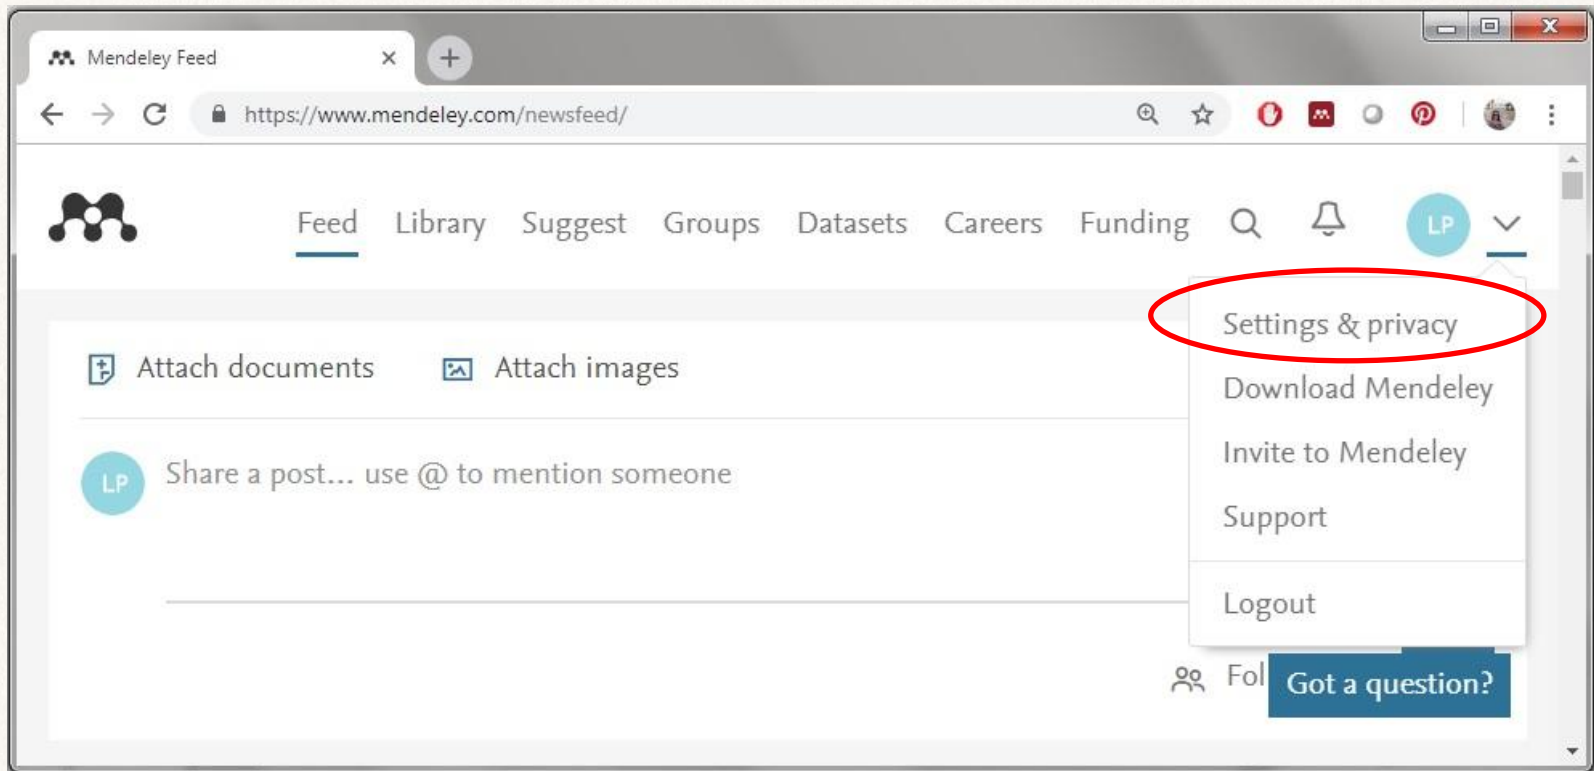 Mendeley Feed
https://www.mendeley.com/newsfeed/
Feed Library Suggest Groups Datasets Careers Funding LP
Settings & privacy
Download Mendeley
Invite to Mendeley
Support
Logout
Attach documents Attach images
LP Share a post... use @ to mention someone
Fol
Got a question?